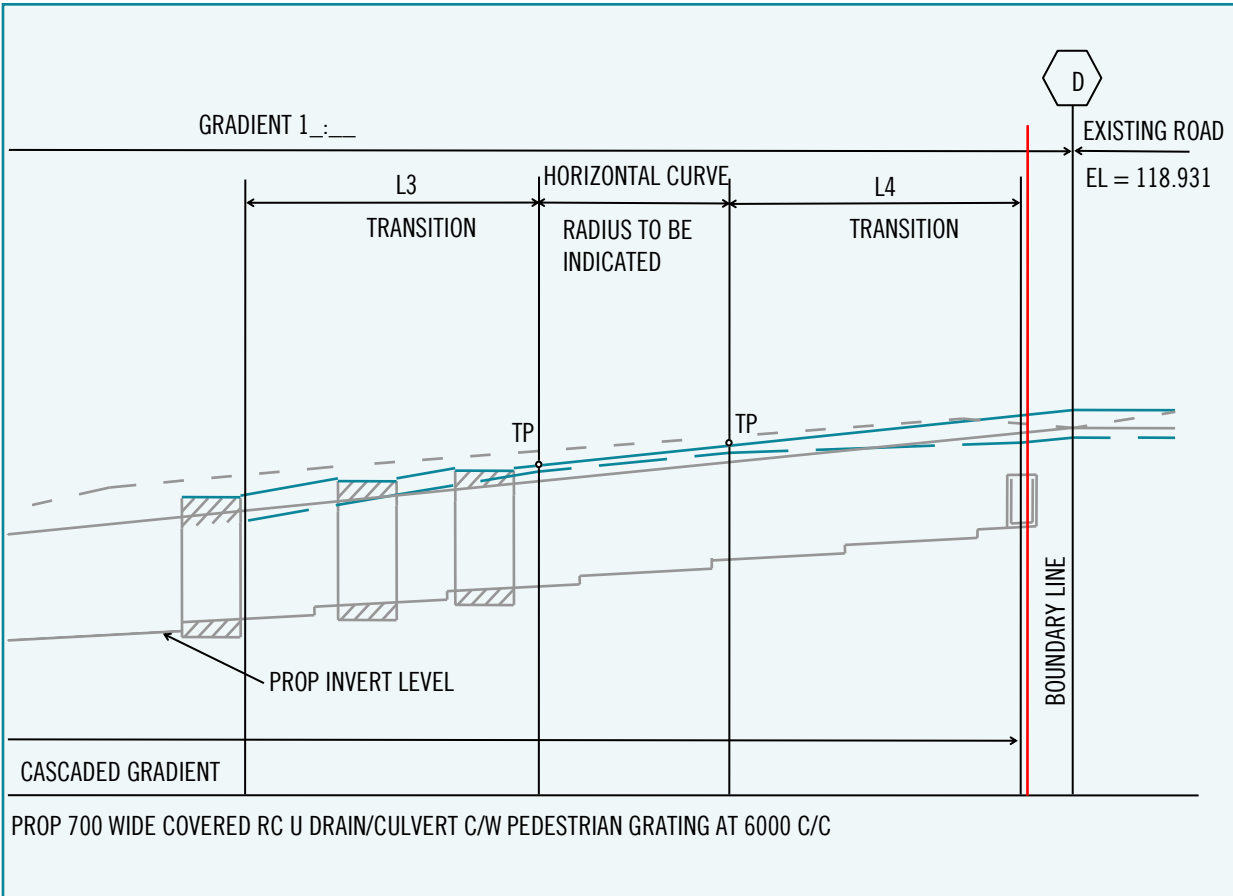 D
GRADIENT 1_:__
EXISTING ROAD
EL = 118.931
L3
HORIZONTAL CURVE
L4
TRANSITION
RADIUS TO BE
INDICATED
TRANSITION
TP
TP
PROP INVERT LEVEL
BOUNDARY LINE
CASCADED GRADIENT
PROP 700 WIDE COVERED RC U DRAIN/CULVERT C/W PEDESTRIAN GRATING AT 6000 C/C